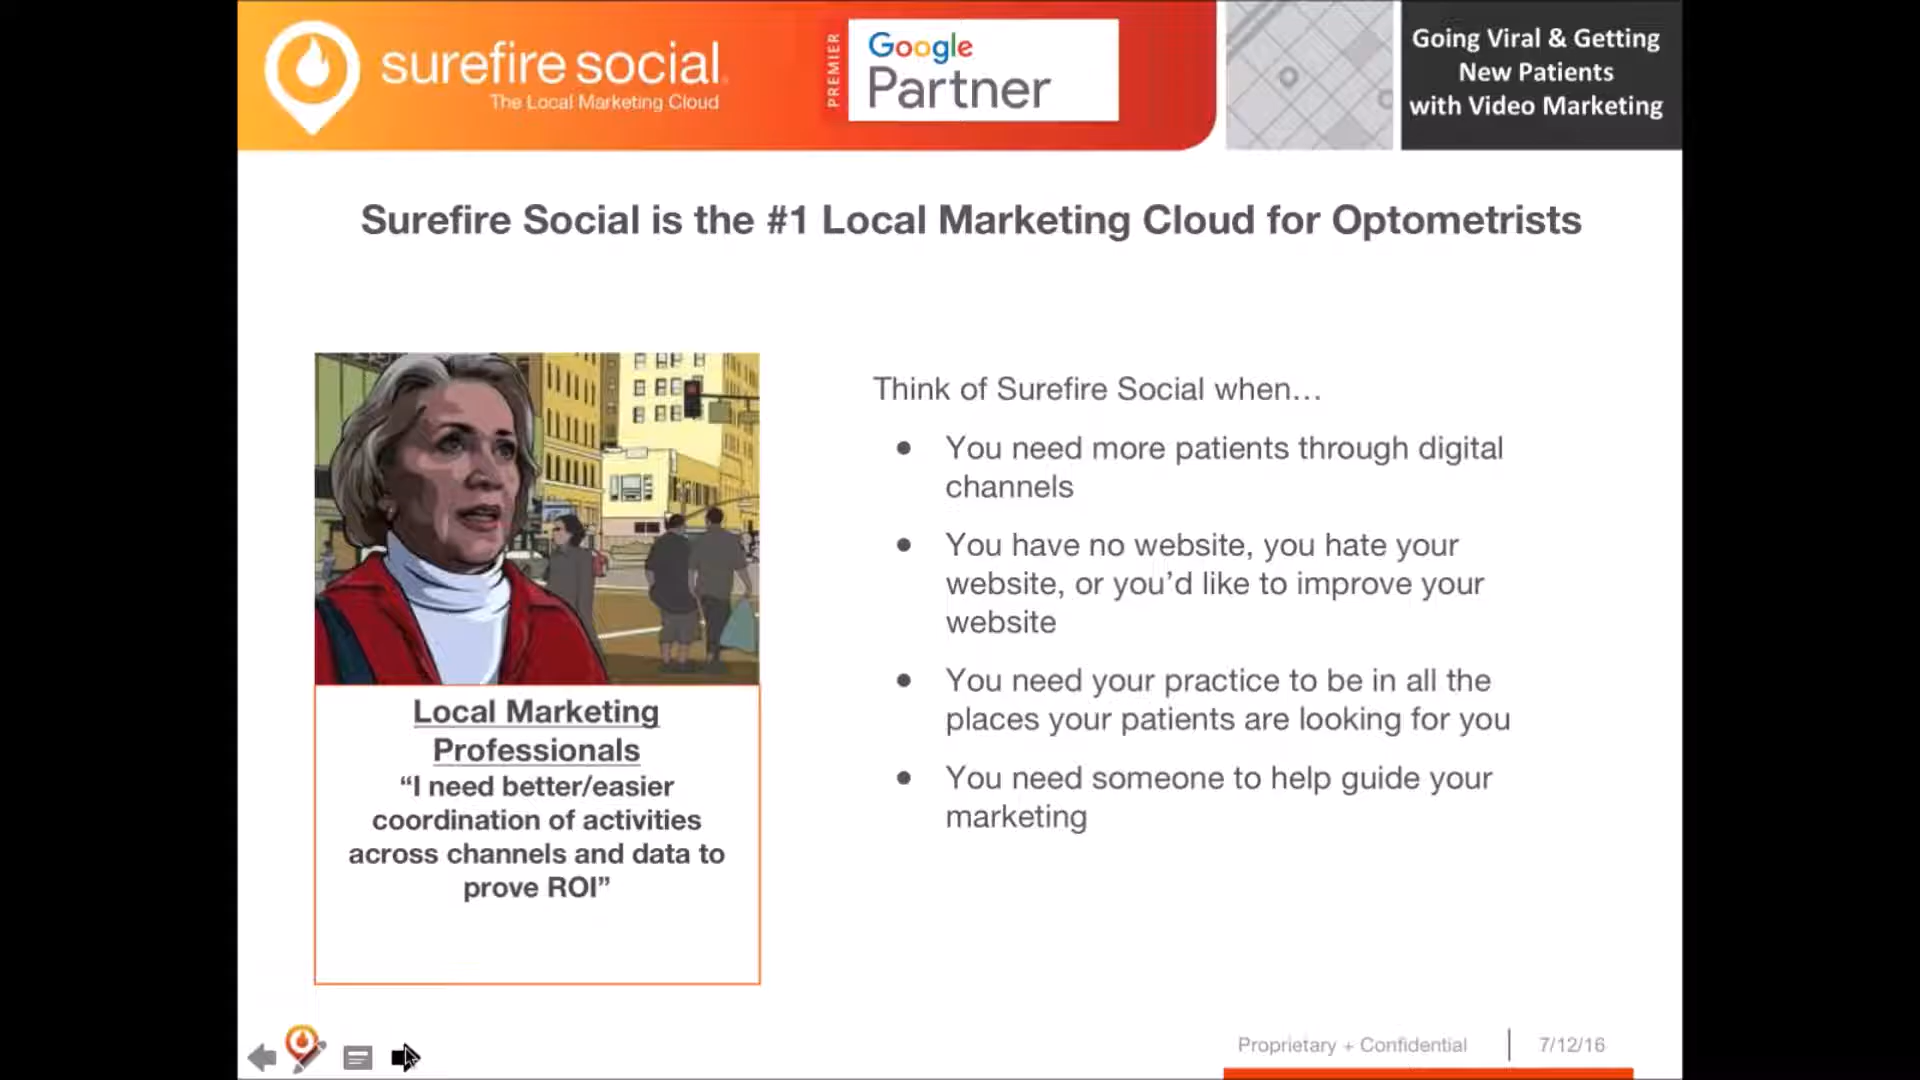 surefire social
The Local Marketing Cloud
PREMIER
Google
Partner
Going Viral & Getting
New Patients
with Video Marketing
Surefire Social is the #1 Local Marketing Cloud for Optometrists
Local Marketing
Professionals
“I need better/easier
coordination of activities
across channels and data to
prove ROI”
Think of Surefire Social when…
● You need more patients through digital
channels
● You have no website, you hate your
website, or you’d like to improve your
website
● You need your practice to be in all the
places your patients are looking for you
● You need someone to help guide your
marketing
Proprietary + Confidential
7/12/16